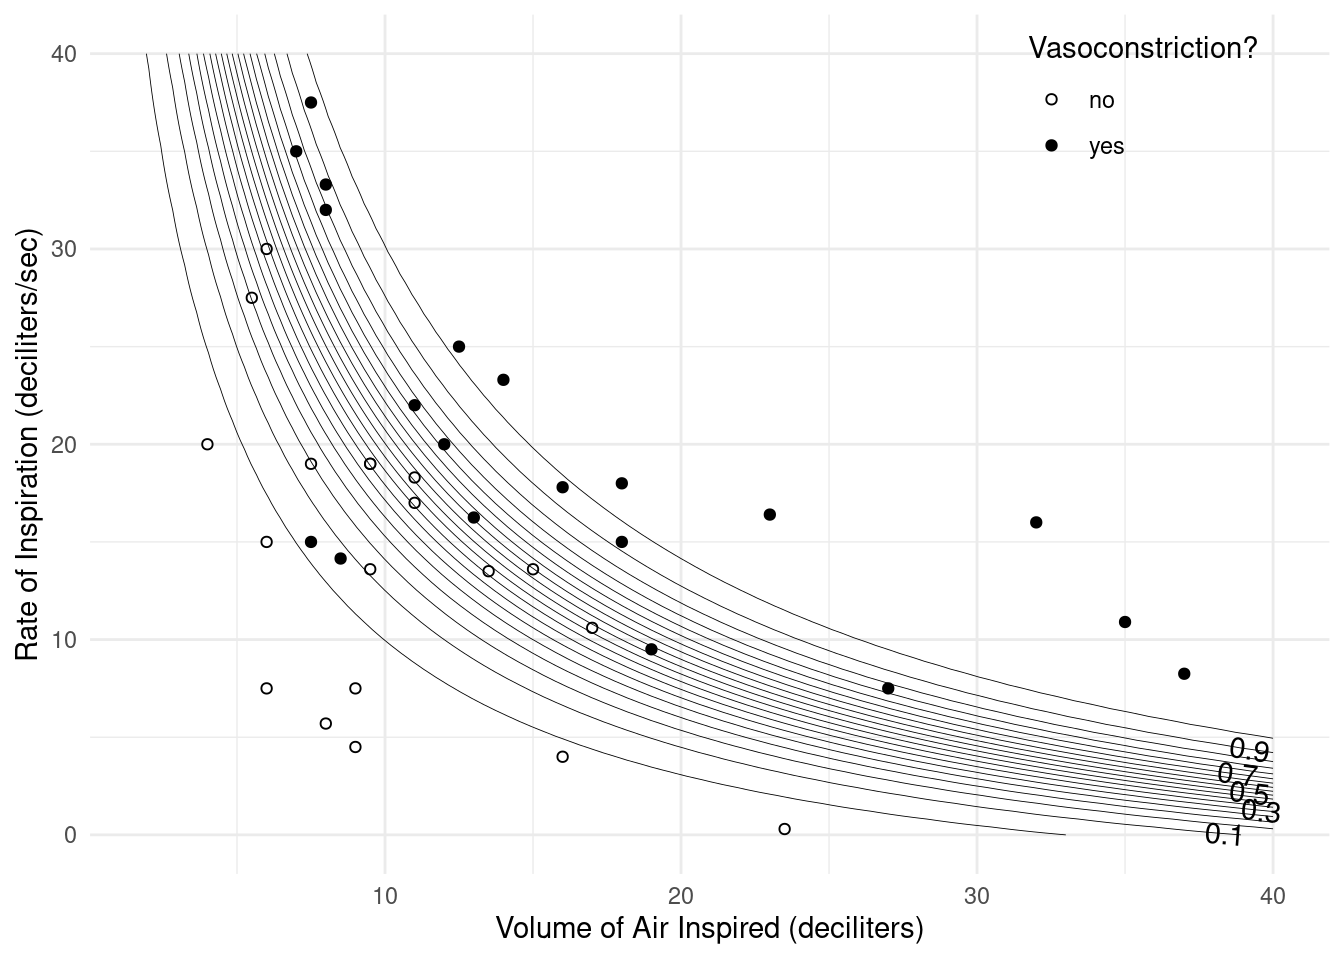 Vasoconstriction?
no
yes
40
30
20
10
0
Rate of Inspiration (deciliters/sec)
0.9
0.7
0.5
0.3
0.1
10 20 30 40
Volume of Air Inspired (deciliters)